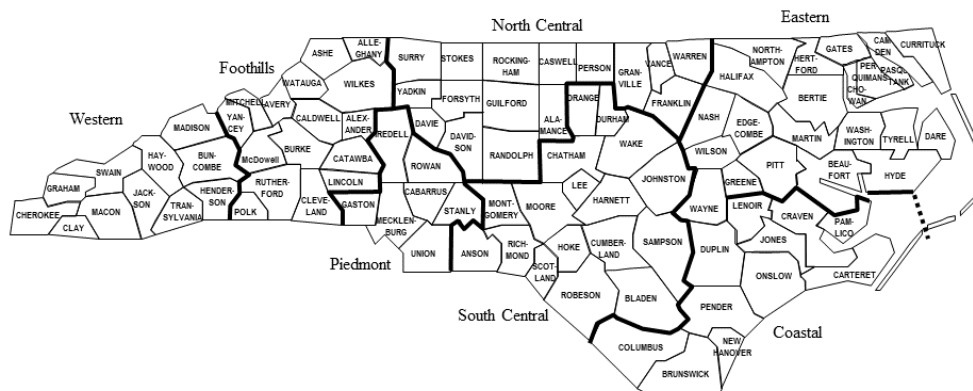 North Central
Eastern
Foothills
Western
Piedmont
South Central
Coastal
ASHE
ALLE-
GHANY
SURRY
STOKES
ROCKING-
HAM
CASWELL
PERSON
GRAN-
VILLE
VANCE
WARREN
NORTH-
AMPTON
HERT-
FORD
GATES
CAM
DEN
CURRITUCK
PASQUO
TANK
PER
QUIMANS
CHO-
WAN
HALIFAX
BERTIE
WATAUGA
WILKES
YADKIN
FORSYTH
GUILFORD
ALA-
MANCE
ORANGE
DURHAM
FRANKLIN
NASH
EDGE-
COMBE
MARTIN
WASH-
INGTON
TYRELL
DARE
MITCHELL
AVERY
YAN-
CEY
CALDWELL
ALEX-
ANDER
IREDELL
DAVIE
DAVID-
SON
RANDOLPH
CHATHAM
WAKE
WILSON
PITT
BEAU-
FORT
HYDE
MADISON
BUN-
COMBE
McDowell
BURKE
CATAWBA
ROWAN
LEE
JOHNSTON
GREENE
HAY-
WOOD
SWAIN
GRAHAM
JACK-
SON
HENDER-
SON
RUTHER-
FORD
LINCOLN
CLEVE-
LAND
GASTON
CABARRUS
STANLY
MONT-
GOMERY
MOORE
HARNETT
WAYNE
LENOIR
CRAVEN
PAM-
LICO
CHEROKEE
CLAY
MACON
TRAN-
SYLVANIA
POLK
MECKLEN-
BURG
UNION
ANSON
RICH-
MOND
HOKE
CUMBER-
LAND
SAMPSON
DUPLIN
JONES
CARTERET
SCOT-
LAND
ROBESON
BLADEN
PENDER
ONSLOW
COLUMBUS
NEW
HANOVER
BRUNSWICK